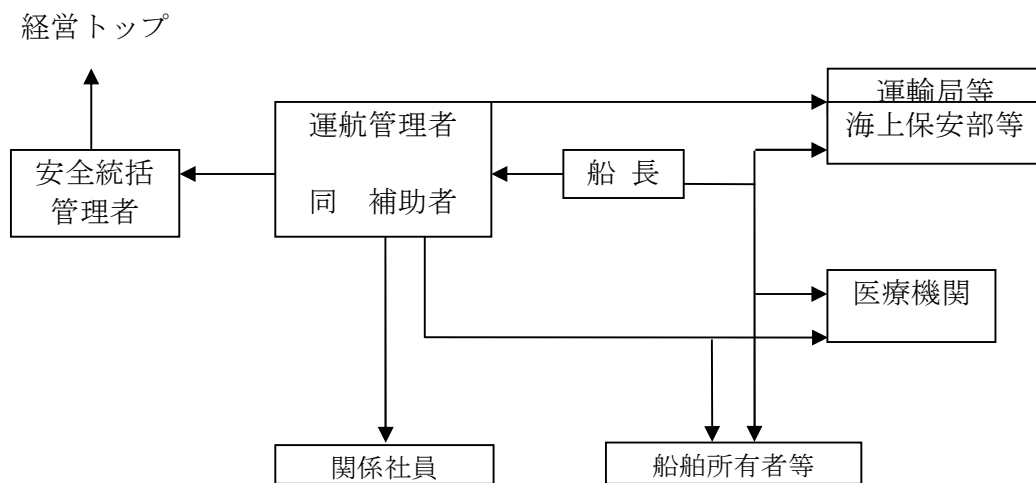 経営トップ
運輸局等
海上保安部等
運航管理者
同　補助者
船 長
安全統括
管理者
医療機関
関係社員
船舶所有者等